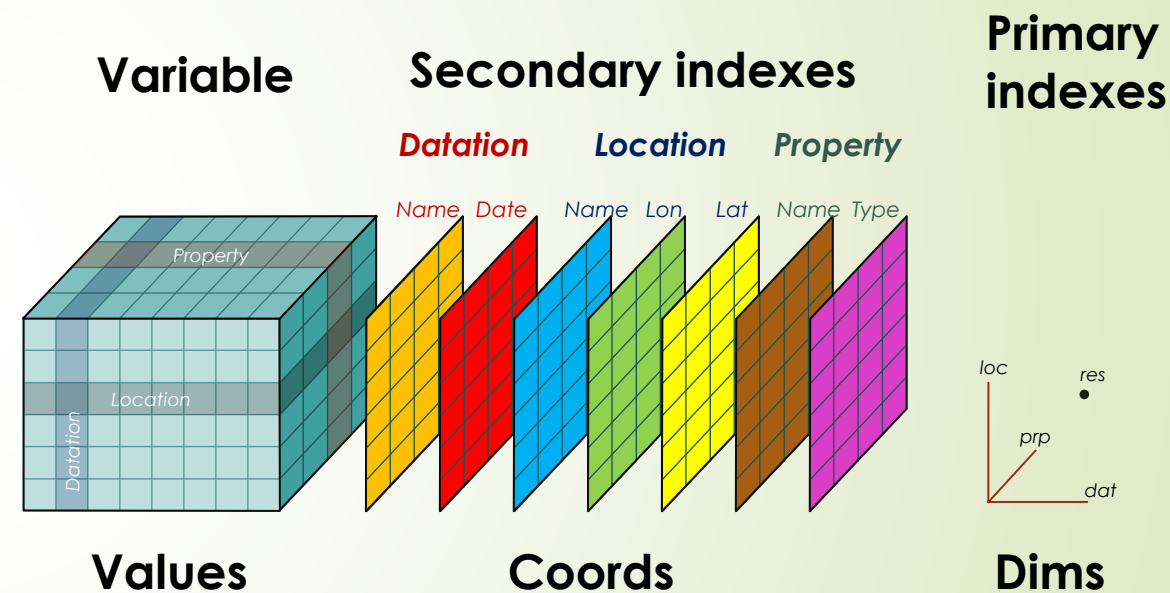 Variable
Secondary indexes
Primary
indexes
Datation
Location
Property
Name
Date
Name
Lon
Lat
Name
Type
Property
Location
Datation
loc
res
prp
dat
Values
Coords
Dims